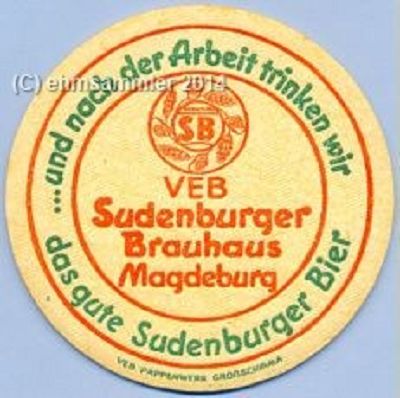 (C) ehmsammler 2014
...und nach der Arbeit trinken wir
SB
VEB
Sudenburger
Brauhaus
Magdeburg
das gute Sudenburger Bier
VEB PAPPENWERK GROßSCHIRMA